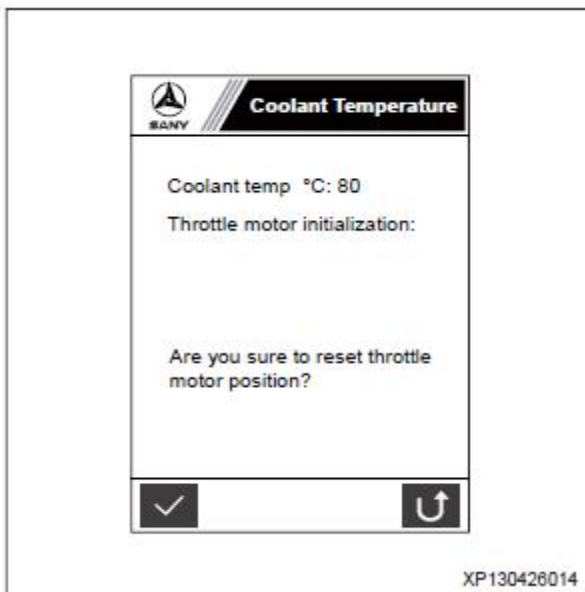 SANY
Coolant Temperature
Coolant temp °C: 80
Throttle motor initialization:
Are you sure to reset throttle
motor position?
XP130426014